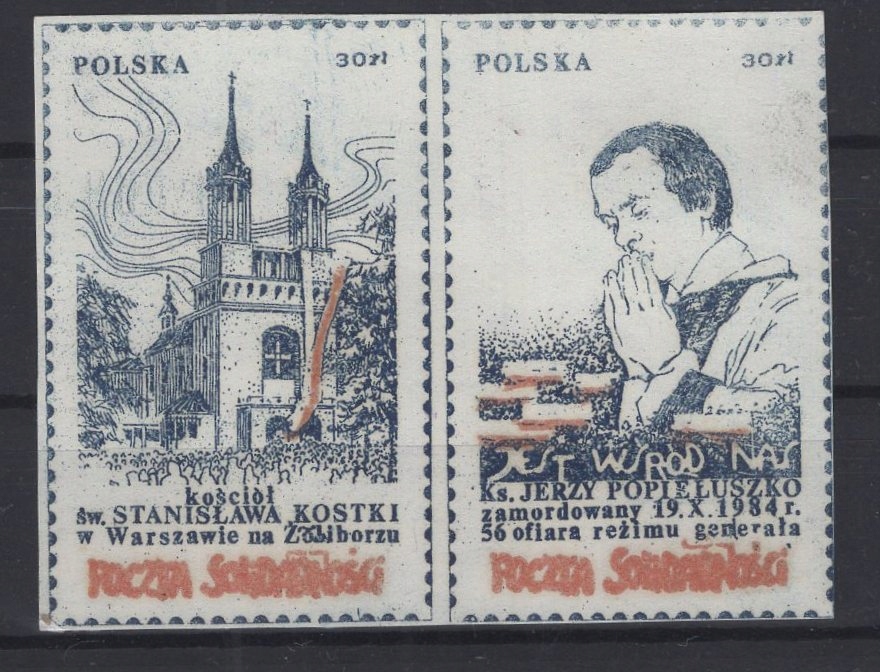 POLSKA 30zł
kościół
św. STANISŁAWA KOSTKI
w Warszawie na Żoliborzu
POCZTA SOLIDARNOŚCI
POLSKA 30zł
JEST WŚRÓD NAS
Ks. JERZY POPIEŁUSZKO
zamordowany 19.X.1984 r.
56 ofiara reżimu generała
POCZTA SOLIDARNOŚCI